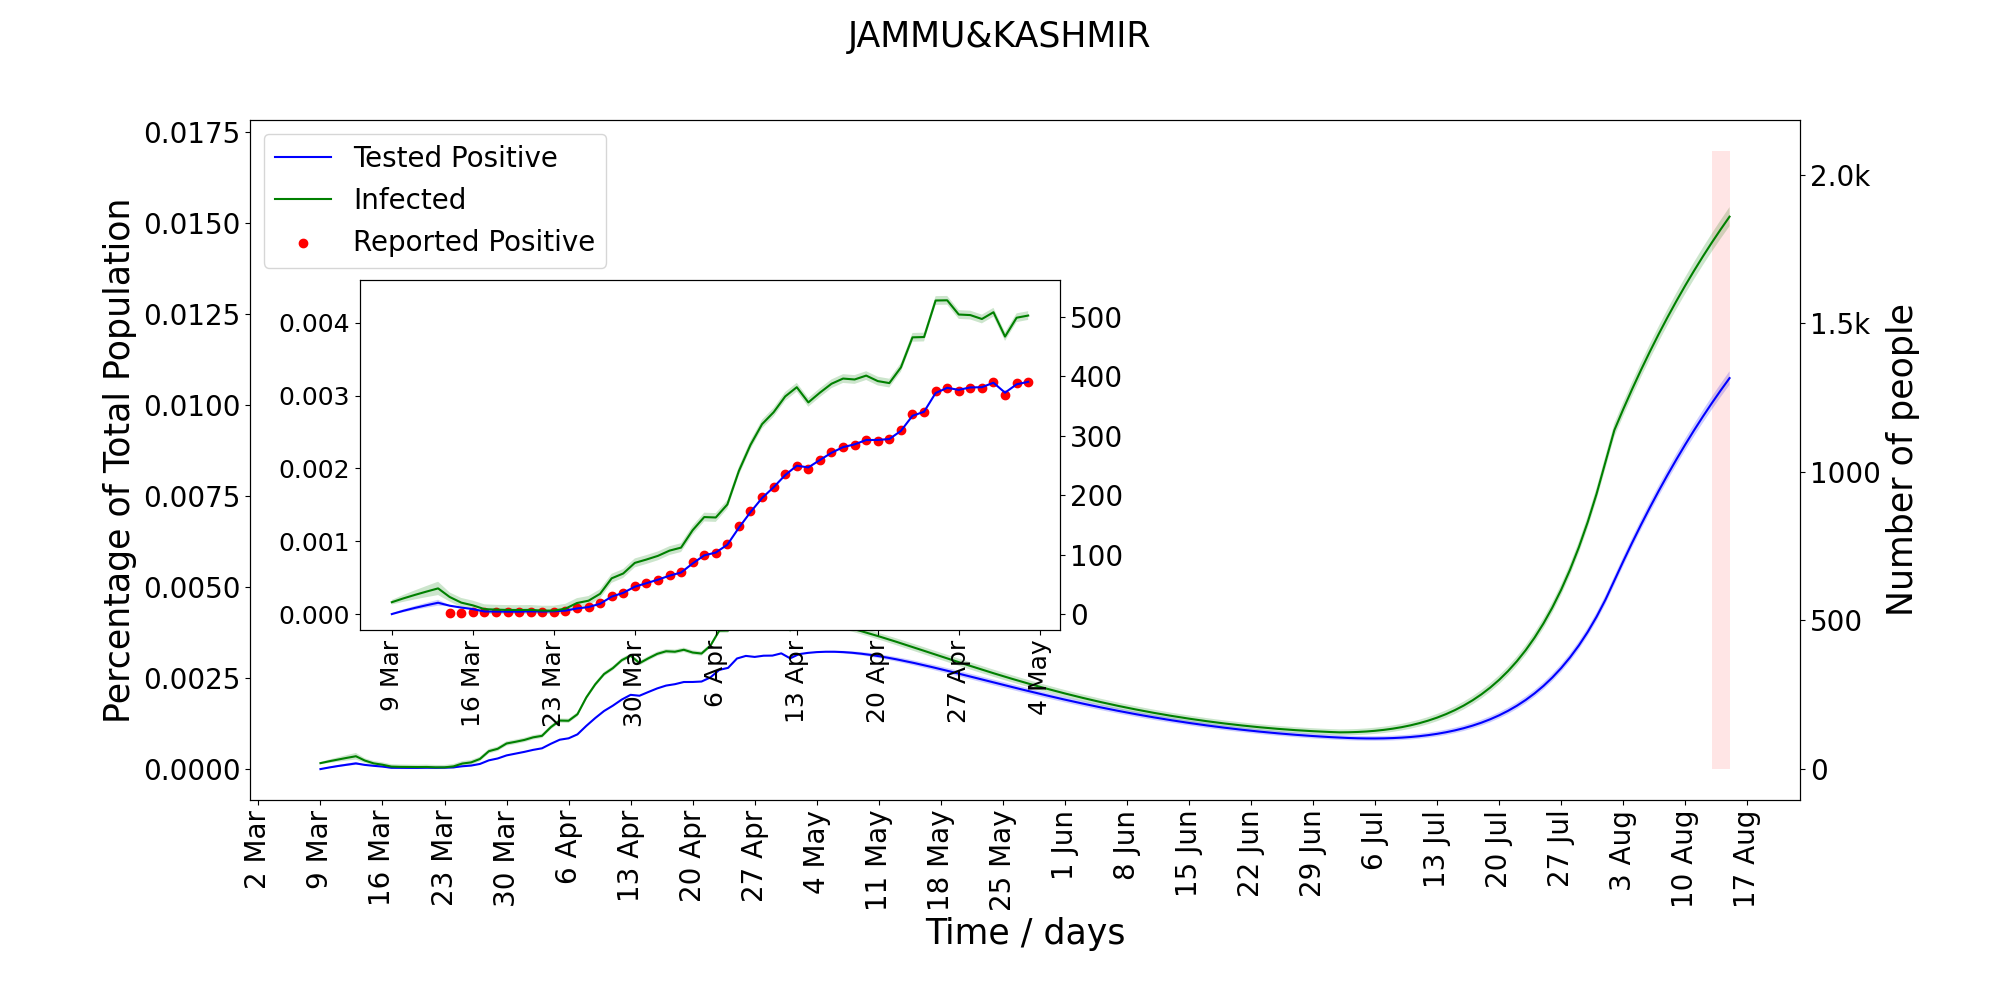 JAMMU&KASHMIR
Tested Positive
Infected
Reported Positive
Percentage of Total Population
0.0175
0.0150
0.0125
0.0100
0.0075
0.0050
0.0025
0.0000
0.004
0.003
0.002
0.001
0.000
500
400
300
200
100
0
9 Mar
16 Mar
23 Mar
30 Mar
6 Apr
13 Apr
20 Apr
27 Apr
4 May
2.0k
1.5k
1000
500
0
Number of people
2 Mar
9 Mar
16 Mar
23 Mar
30 Mar
6 Apr
13 Apr
20 Apr
27 Apr
4 May
11 May
18 May
25 May
1 Jun
8 Jun
15 Jun
22 Jun
29 Jun
6 Jul
13 Jul
20 Jul
27 Jul
3 Aug
10 Aug
17 Aug
Time / days